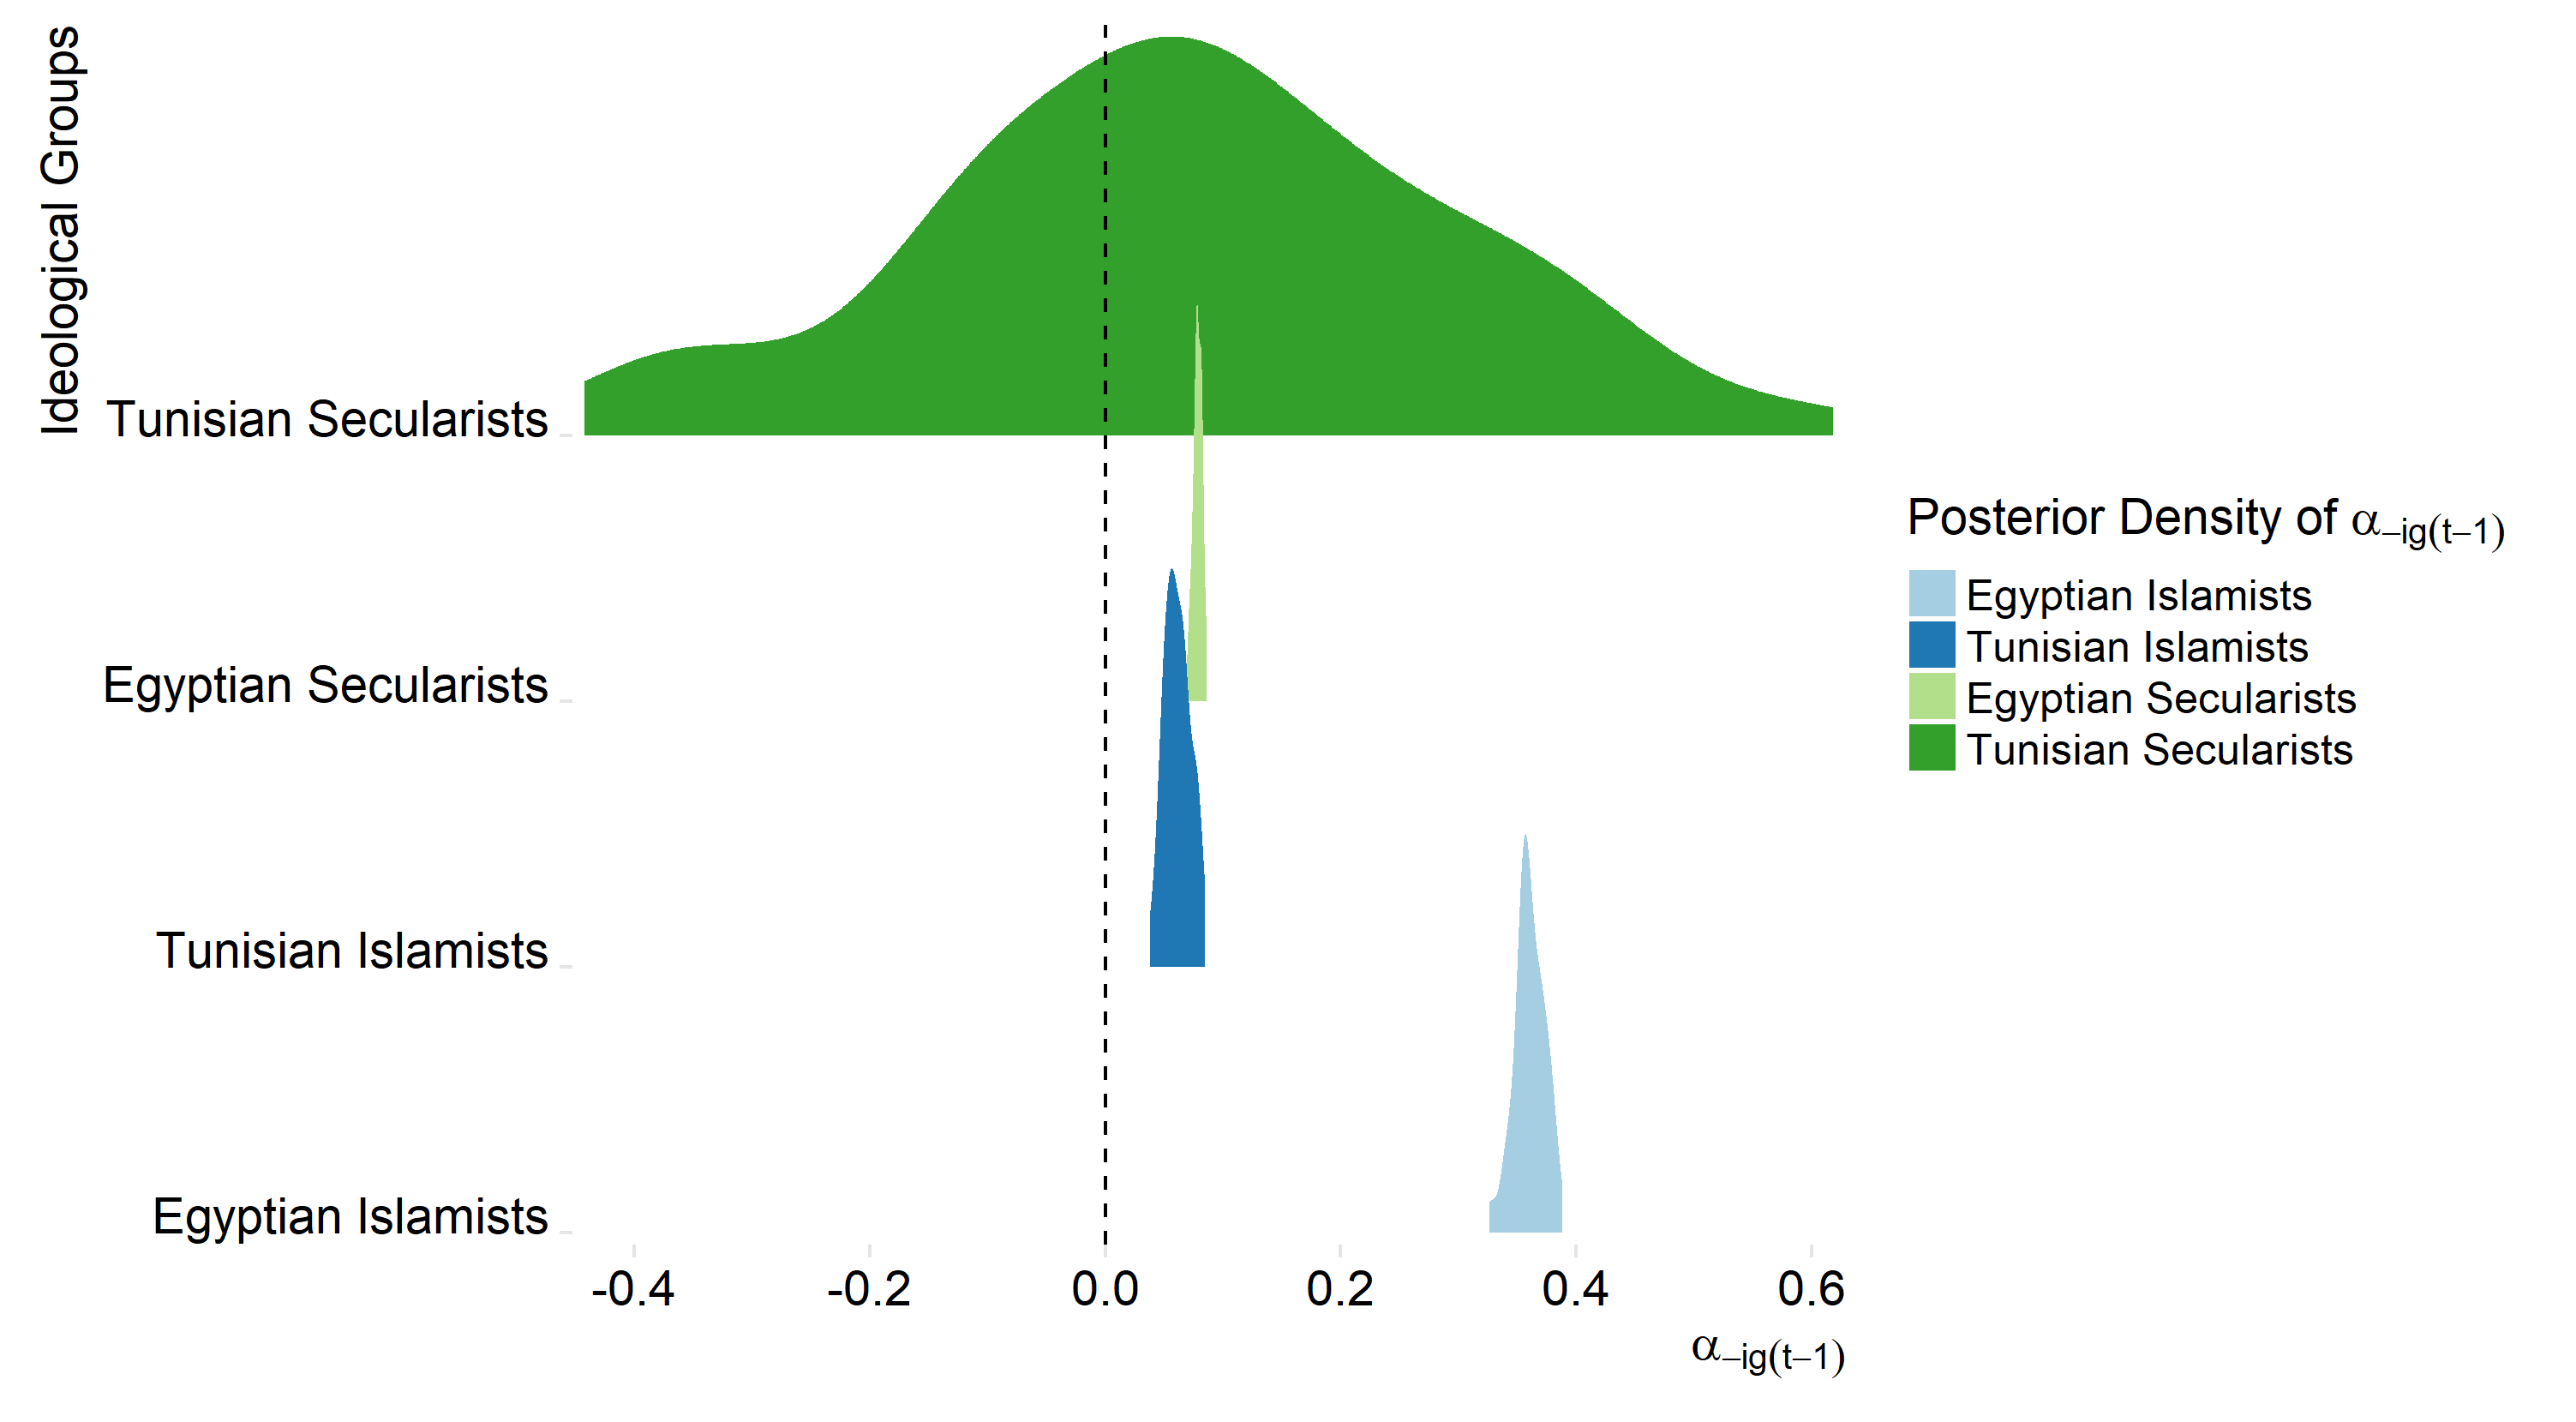 Ideological Groups
Tunisian Secularists
Egyptian Secularists
Tunisian Islamists
Egyptian Islamists
-0.4 -0.2 0.0 0.2 0.4 0.6
α−ig(t−1)
Posterior Density of α−ig(t−1)
Egyptian Islamists
Tunisian Islamists
Egyptian Secularists
Tunisian Secularists